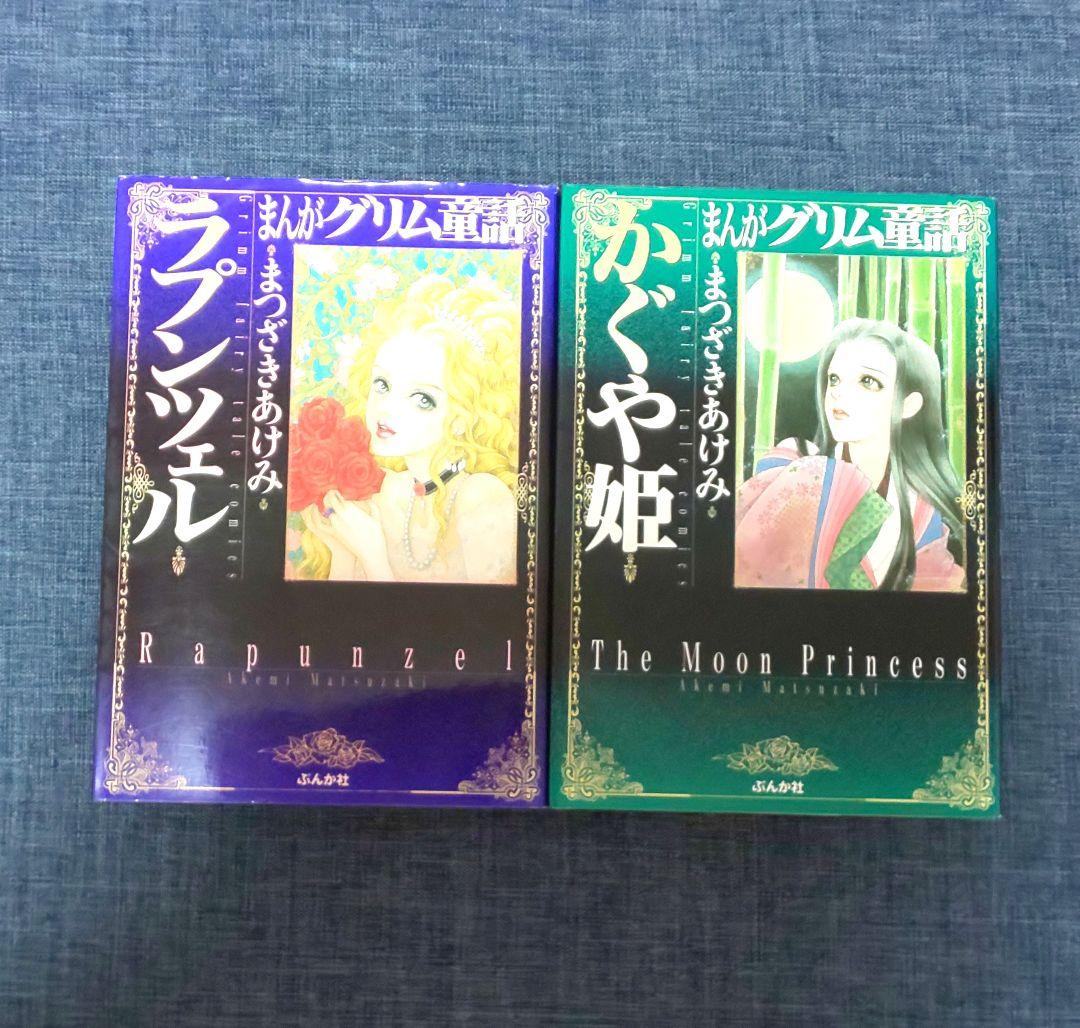 まんがグリム童話
ラプンツェル
Grimm fairy tale comics
まつざきあけみ
Rapunzel
Akemi Matsuzaki
ぶんか社
まんがグリム童話
かぐや姫
Grimm fairy tale comics
まつざきあけみ
The Moon Princess
Akemi Matsuzaki
ぶんか社